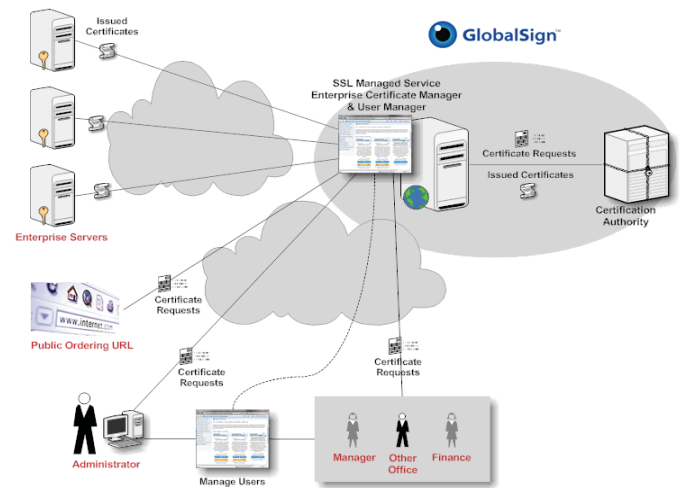 Issued
Certificates
GlobalSign™
SSL Managed Service
Enterprise Certificate Manager
& User Manager
Certificate Requests
Issued Certificates
Certification
Authority
Enterprise Servers
www.internet.com
Public Ordering URL
Certificate
Requests
Certificate
Requests
Certificate
Requests
Administrator
Manage Users
Manager
Other
Office
Finance